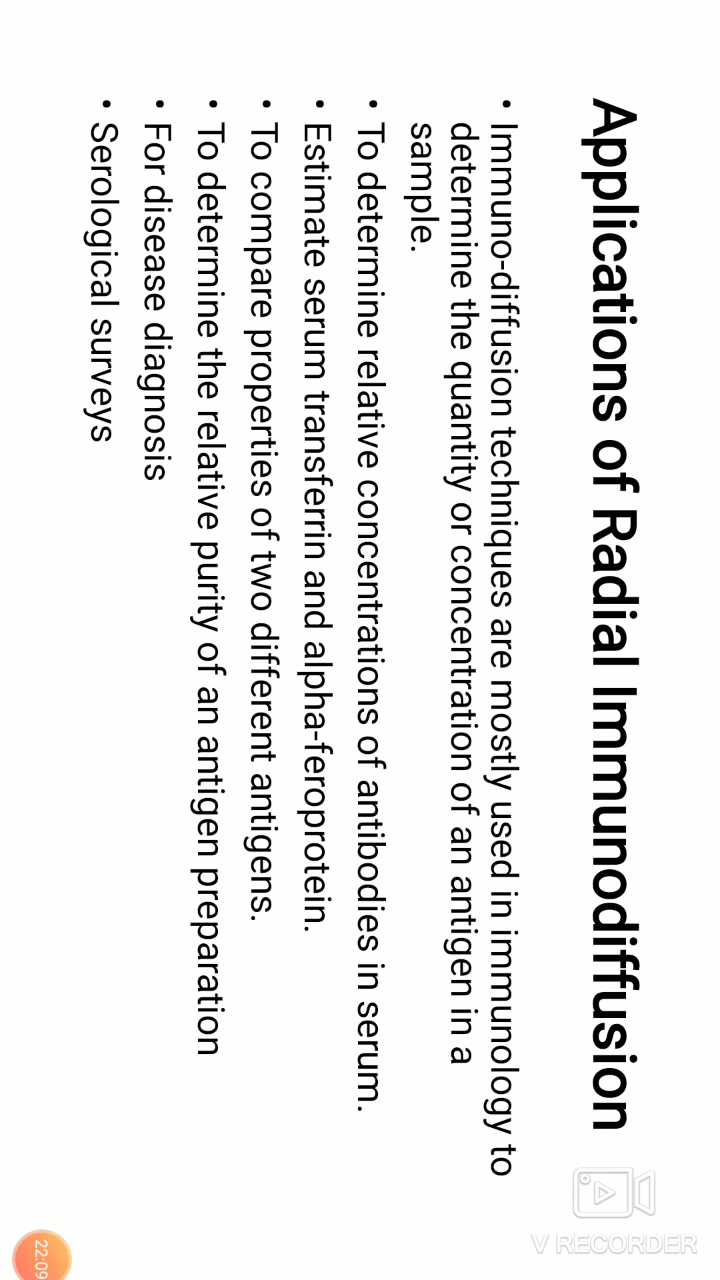 Applications of Radial Immunodiffusion
• Immuno-diffusion techniques are mostly used in immunology to
determine the quantity or concentration of an antigen in a
sample.
• To determine relative concentrations of antibodies in serum.
• Estimate serum transferrin and alpha-feroprotein.
• To compare properties of two different antigens.
• To determine the relative purity of an antigen preparation
• For disease diagnosis
• Serological surveys
V RECORDER
22:09